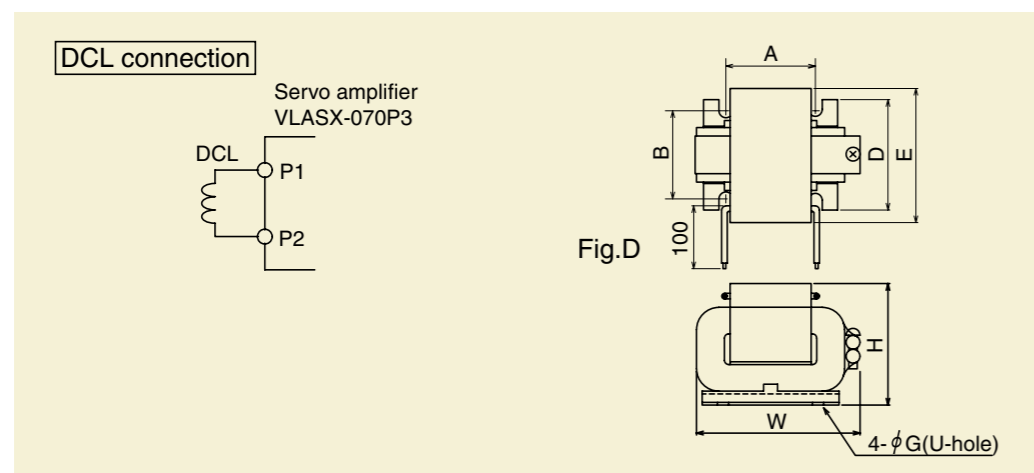 DCL connection
Servo amplifier
VLASX-070P3
DCL
P1
P2
A
B
D
E
100
Fig.D
H
W
4-ϕG(U-hole)